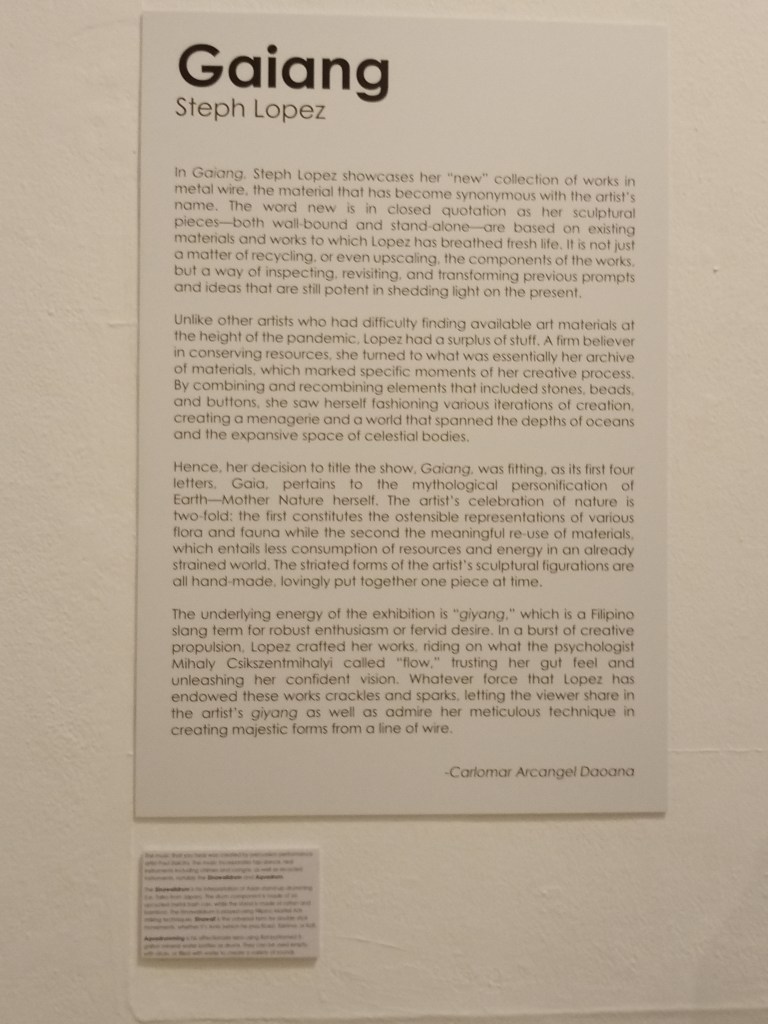 Gaiang
Steph Lopez
In Gaiang, Steph Lopez showcases her "new" collection of works in
metal wire, the material that has become synonymous with the artist's
name. The word new is in closed quotation as her sculptural
pieces—both wall-bound and stand-alone—are based on existing
materials and works to which Lopez has breathed fresh life. It is not just
a matter of recycling, or even upscaling, the components of the works,
but a way of inspecting, revisiting, and transforming previous prompts
and ideas that are still potent in shedding light on the present.
Unlike other artists who had difficulty finding available art materials at
the height of the pandemic, Lopez had a surplus of stuff. A firm believer
in conserving resources, she turned to what was essentially her archive
of materials, which marked specific moments of her creative process.
By combining and recombining elements that included stones, beads,
and buttons, she saw herself fashioning various iterations of creation,
creating a menagerie and a world that spanned the depths of oceans
and the expansive space of celestial bodies.
Hence, her decision to title the show, Gaiang, was fitting, as its first four
letters, Gaia, pertains to the mythological personification of
Earth—Mother Nature herself. The artist's celebration of nature is
two-fold: the first constitutes the ostensible representations of various
flora and fauna while the second the meaningful re-use of materials,
which entails less consumption of resources and energy in an already
strained world. The striated forms of the artist's sculptural figurations are
all hand-made, lovingly put together one piece at time.
The underlying energy of the exhibition is "giyang," which is a Filipino
slang term for robust enthusiasm or fervid desire. In a burst of creative
propulsion, Lopez crafted her works, riding on what the psychologist
Mihaly Csikszentmihalyi called "flow," trusting her gut feel and
unleashing her confident vision. Whatever force that Lopez has
endowed these works crackles and sparks, letting the viewer share in
the artist's giyang as well as admire her meticulous technique in
creating majestic forms from a line of wire.
-Carlomar Arcangel Daoana